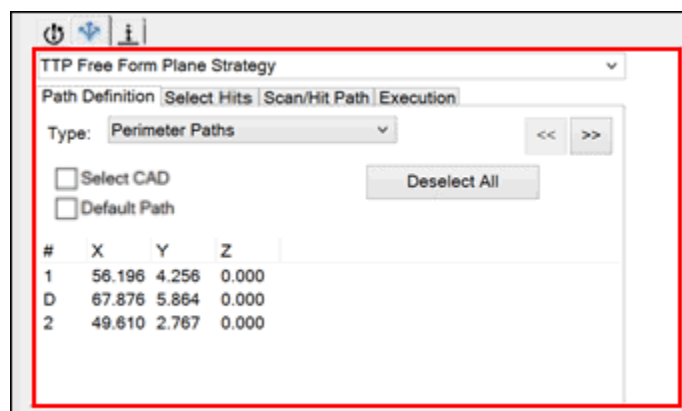 TTP Free Form Plane Strategy
Path Definition Select Hits Scan/Hit Path Execution
Type: Perimeter Paths << >>
Select CAD Deselect All
Default Path
# X Y Z
1 56.196 4.256 0.000
D 67.876 5.864 0.000
2 49.610 2.767 0.000